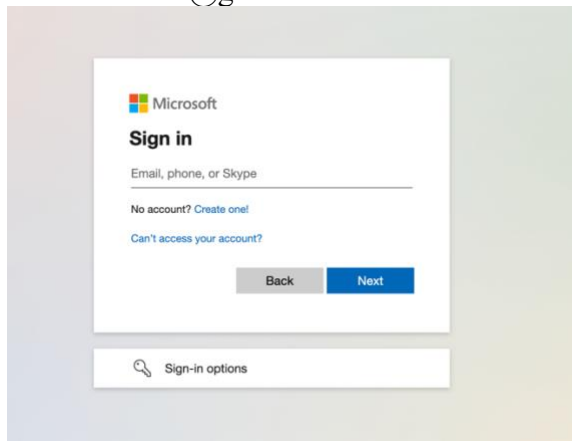 Microsoft
Sign in
Email, phone, or Skype
No account? Create one!
Can't access your account?
Back Next
Sign-in options